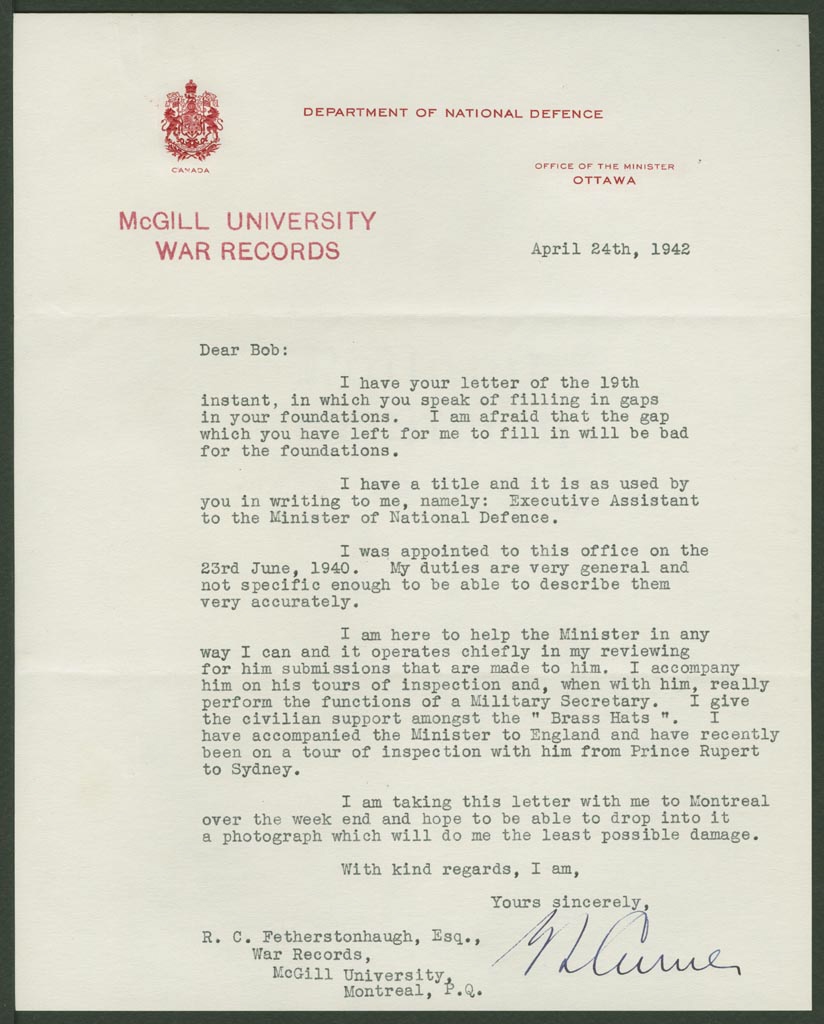 DEPARTMENT OF NATIONAL DEFENCE
CANADA
OFFICE OF THE MINISTER
OTTAWA
McGILL UNIVERSITY
WAR RECORDS
April 24th, 1942
Dear Bob:
I have your letter of the 19th
instant, in which you speak of filling in gaps
in your foundations. I am afraid that the gap
which you have left for me to fill in will be bad
for the foundations.
I have a title and it is as used by
you in writing to me, namely: Executive Assistant
to the Minister of National Defence.
I was appointed to this office on the
23rd June, 1940. My duties are very general and
not specific enough to be able to describe them
very accurately.
I am here to help the Minister in any
way I can and it operates chiefly in my reviewing
for him submissions that are made to him. I accompany
him on his tours of inspection and, when with him, really
perform the functions of a Military Secretary. I give
the civilian support amongst the " Brass Hats ". I
have accompanied the Minister to England and have recently
been on a tour of inspection with him from Prince Rupert
to Sydney.
I am taking this letter with me to Montreal
over the week end and hope to be able to drop into it
a photograph which will do me the least possible damage.
With kind regards, I am,
Yours sincerely,
R. C. Fetherstonhaugh, Esq.,
War Records,
McGill University,
Montreal, P.Q.